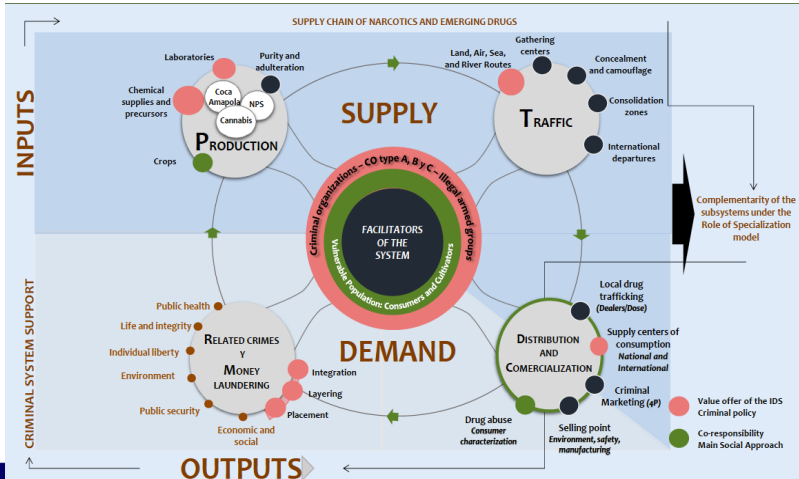 SUPPLY CHAIN OF NARCOTICS AND EMERGING DRUGS
INPUTS
CRIMINAL SYSTEM SUPPORT
Laboratories
Purity and
adulteration
Chemical
supplies and
precursors
Coca
Amapola
NPS
Cannabis
PRODUCTION
Crops
SUPPLY
Gathering
centers
Land, Air, Sea,
and River Routes
Concealment
and camouflage
TRAFFIC
Consolidation
zones
International
departures
Criminal organizations – CO type A, B y C – Illegal armed groups
FACILITATORS
OF THE
SYSTEM
Vulnerable Population: Consumers and Cultivators
Complementarity of the
subsystems under the
Role of Specialization
model
DEMAND
Public health
Life and integrity
Individual liberty
Environment
Public security
Economic and
social
RELATED CRIMES
Y
MONEY
LAUNDERING
Integration
Layering
Placement
DISTRIBUTION
AND
COMERCIALIZATION
Local drug
trafficking
(Dealers/Dose)
Supply centers of
consumption
National and
International
Criminal
Marketing (4P)
Selling point
Environment, safety,
manufacturing
Drug abuse
Consumer
characterization
Value offer of the IDS
Criminal policy
Co-responsibility
Main Social Approach
OUTPUTS